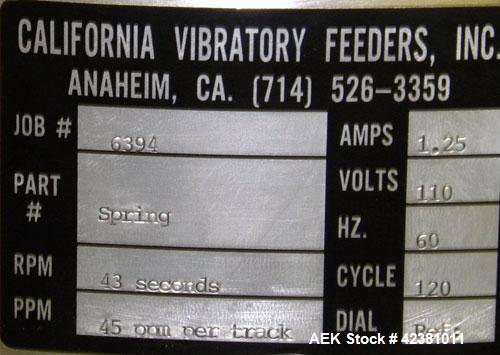 CALIFORNIA VIBRATORY FEEDERS, INC.
ANAHEIM, CA. (714) 526-3359
JOB # 6394 AMPS 1.25
PART # Spring VOLTS 110
HZ. 60
RPM 43 seconds CYCLE 120
PPM 45 ppm per track DIAL Ref.
AEK Stock # 42381011